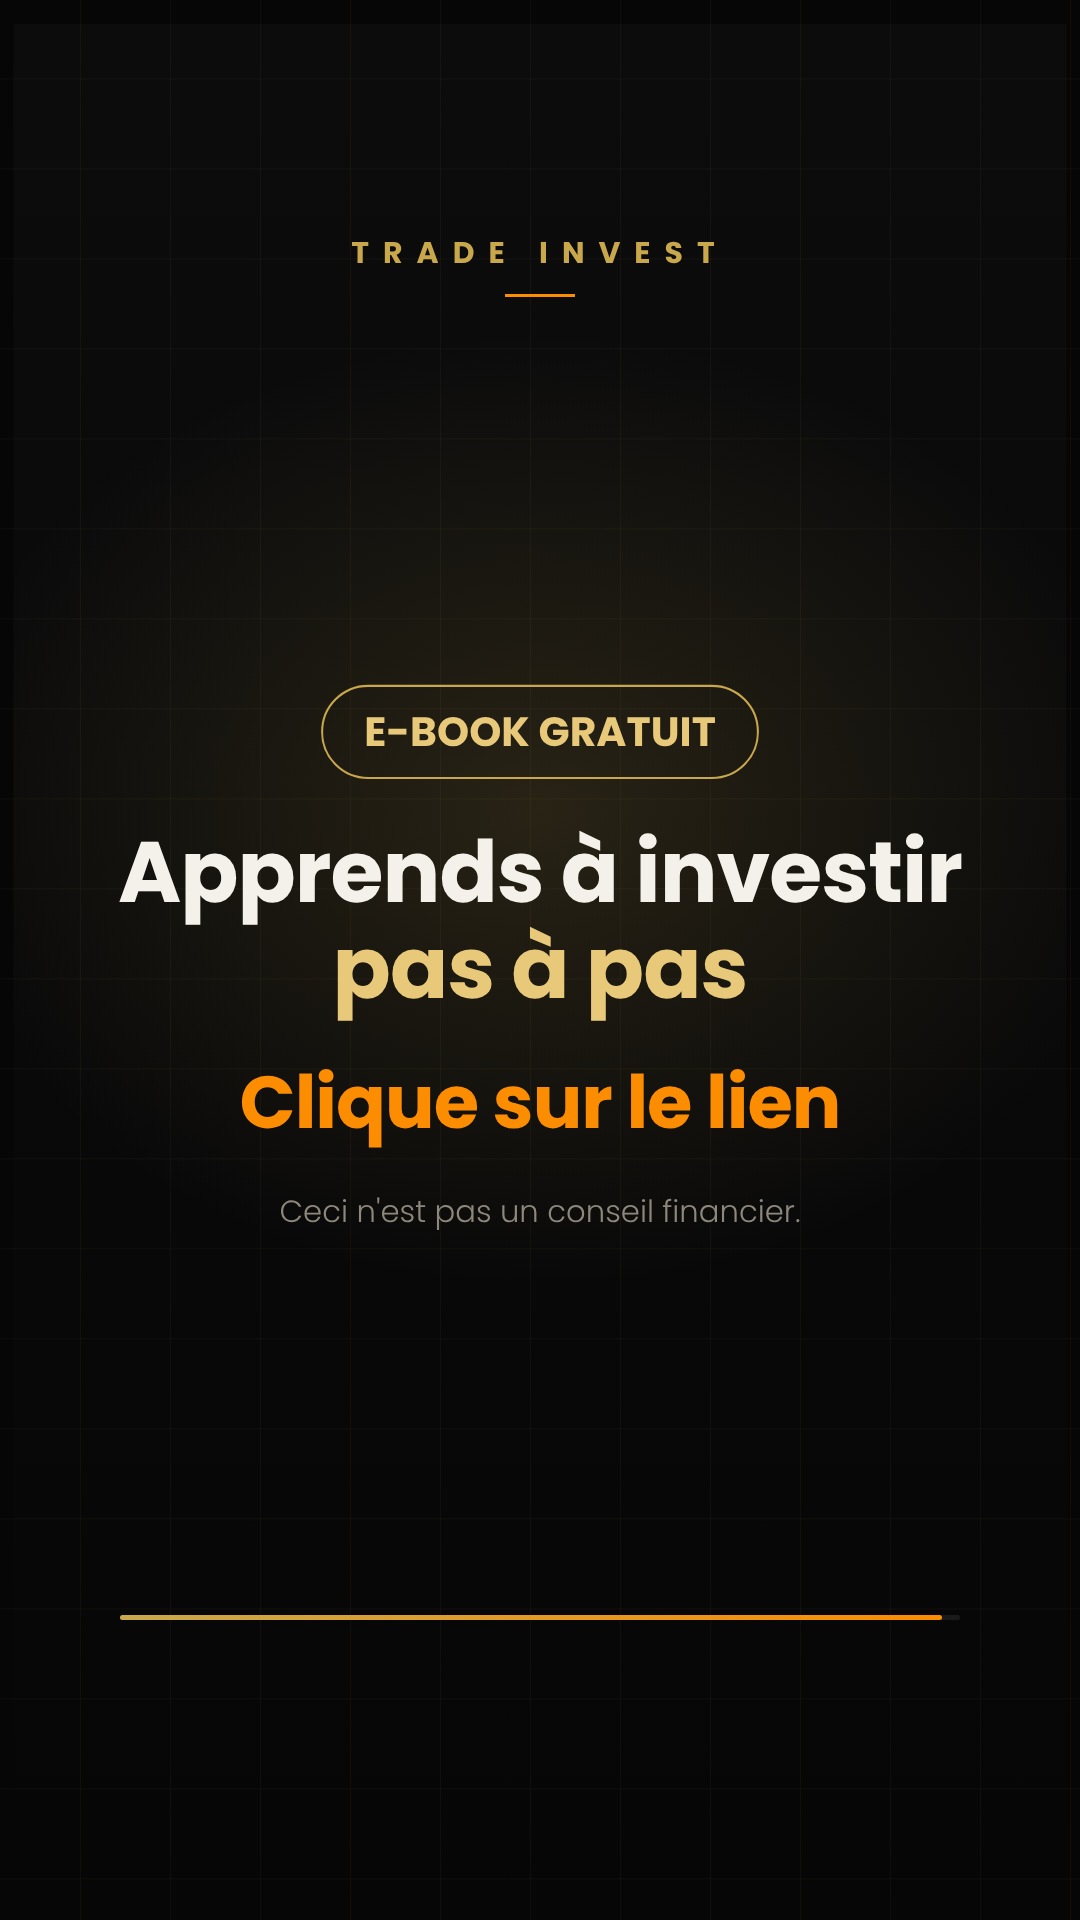 TRADE INVEST
E-BOOK GRATUIT
Apprends à investir
pas à pas
Clique sur le lien
Ceci n'est pas un conseil financier.